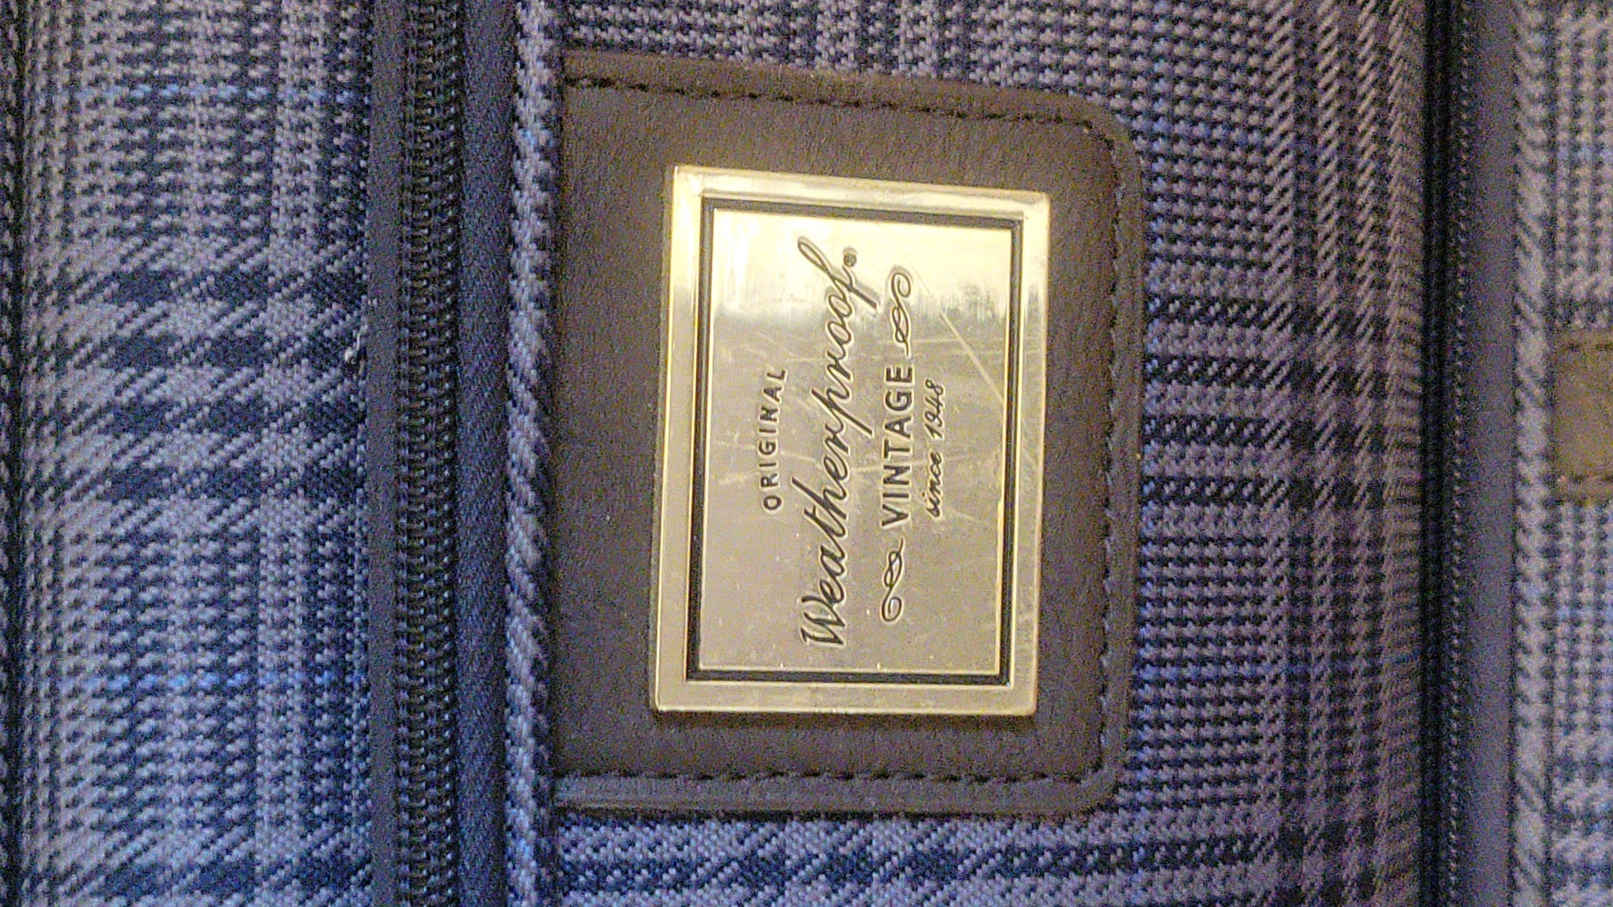 ORIGINAL
Weatherproof®
VINTAGE
since 1948